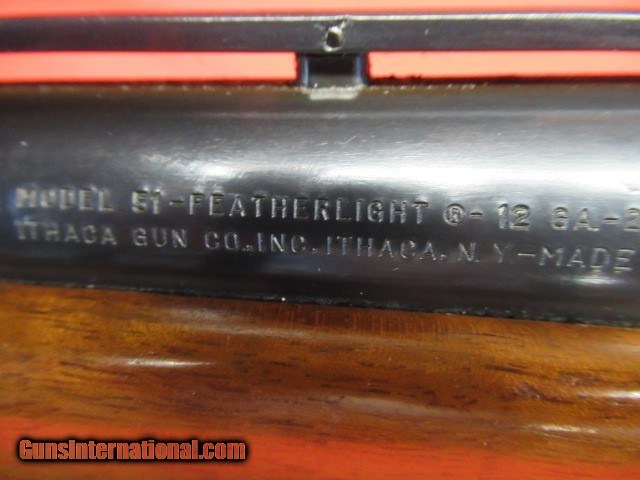 MODEL 51-FEATHERLIGHT ®-12 GA.-2
ITHACA GUN CO., INC. ITHACA, N.Y.-MADE
GunsInternational.com